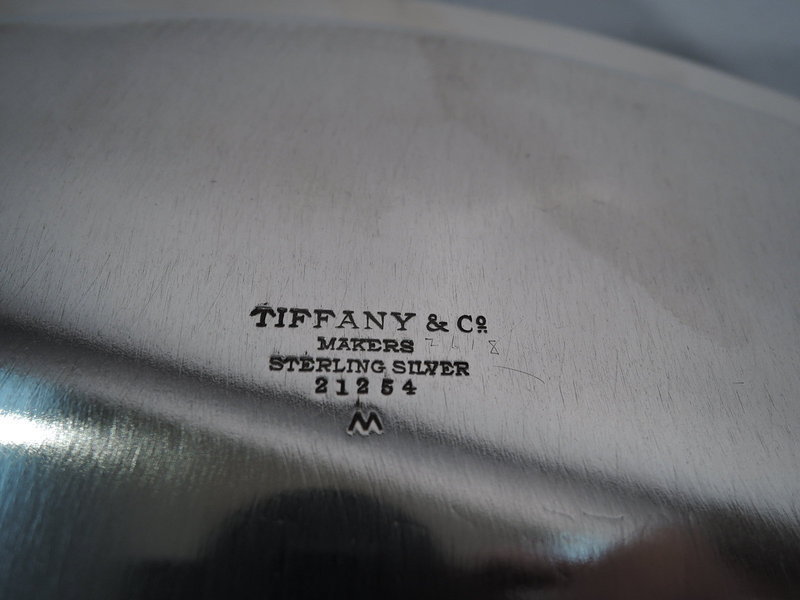 TIFFANY & Co
MAKERS
STERLING SILVER
21254
M